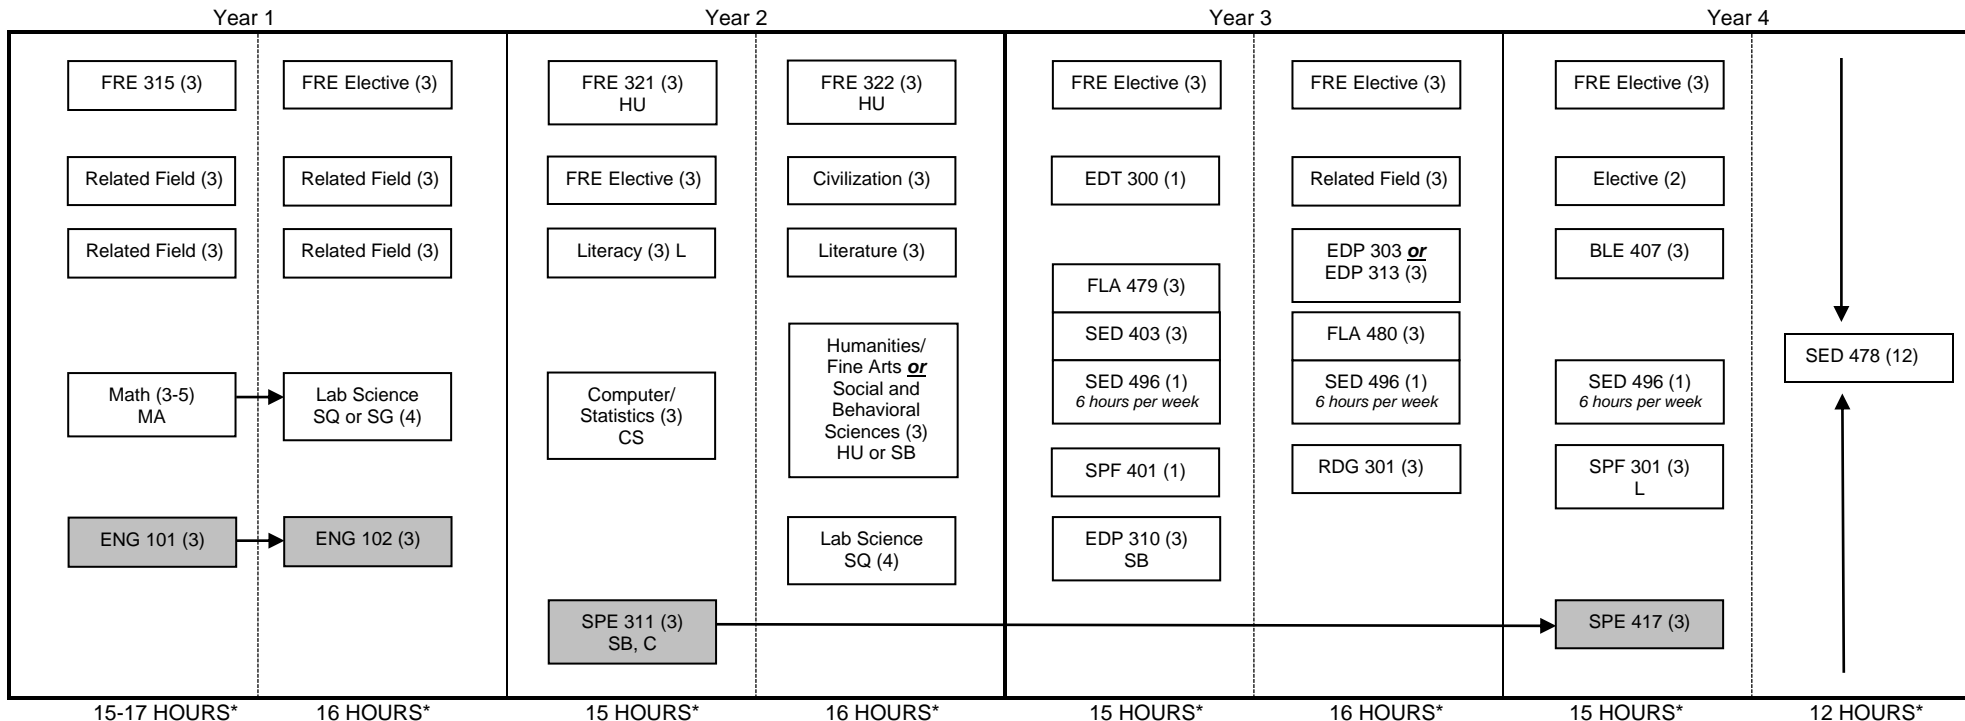 Year 1
Year 2
Year 3
Year 4
FRE 315 (3)
Related Field (3)
Related Field (3)
Math (3-5)
MA
ENG 101 (3)
FRE Elective (3)
Related Field (3)
Related Field (3)
Lab Science
SQ or SG (4)
ENG 102 (3)
FRE 321 (3)
HU
FRE Elective (3)
Literacy (3) L
Computer/
Statistics (3)
CS
SPE 311 (3)
SB, C
FRE 322 (3)
HU
Civilization (3)
Literature (3)
Humanities/
Fine Arts or
Social and
Behavioral
Sciences (3)
HU or SB
Lab Science
SQ (4)
FRE Elective (3)
EDT 300 (1)
FLA 479 (3)
SED 403 (3)
SED 496 (1)
6 hours per week
SPF 401 (1)
EDP 310 (3)
SB
FRE Elective (3)
Related Field (3)
EDP 303 or
EDP 313 (3)
FLA 480 (3)
SED 496 (1)
6 hours per week
RDG 301 (3)
FRE Elective (3)
Elective (2)
BLE 407 (3)
SED 496 (1)
6 hours per week
SPF 301 (3)
L
SPE 417 (3)
SED 478 (12)
15-17 HOURS*
16 HOURS*
15 HOURS*
16 HOURS*
15 HOURS*
16 HOURS*
15 HOURS*
12 HOURS*